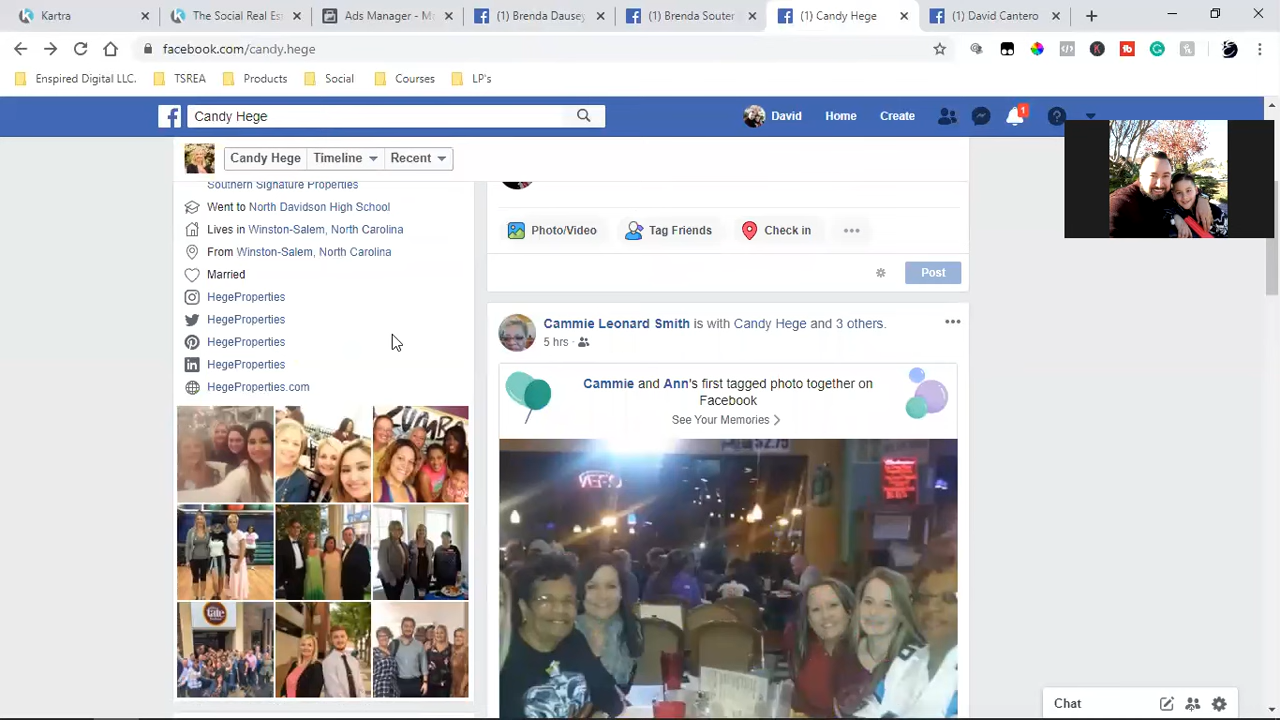 Kartra
The Social Real Est
Ads Manager - M
(1) Brenda Dausey
(1) Brenda Souter
(1) Candy Hege
(1) David Cantero
facebook.com/candy.hege
Enspired Digital LLC.
TSREA
Products
Social
Courses
LP's
Candy Hege
David
Home
Create
1
Candy Hege
Timeline
Recent
Southern Signature Properties
Went to North Davidson High School
Lives in Winston-Salem, North Carolina
From Winston-Salem, North Carolina
Married
HegeProperties
HegeProperties
HegeProperties
HegeProperties
HegeProperties.com
Photo/Video
Tag Friends
Check in
Post
Cammie Leonard Smith is with Candy Hege and 3 others.
5 hrs
Cammie and Ann's first tagged photo together on
Facebook
See Your Memories
Chat